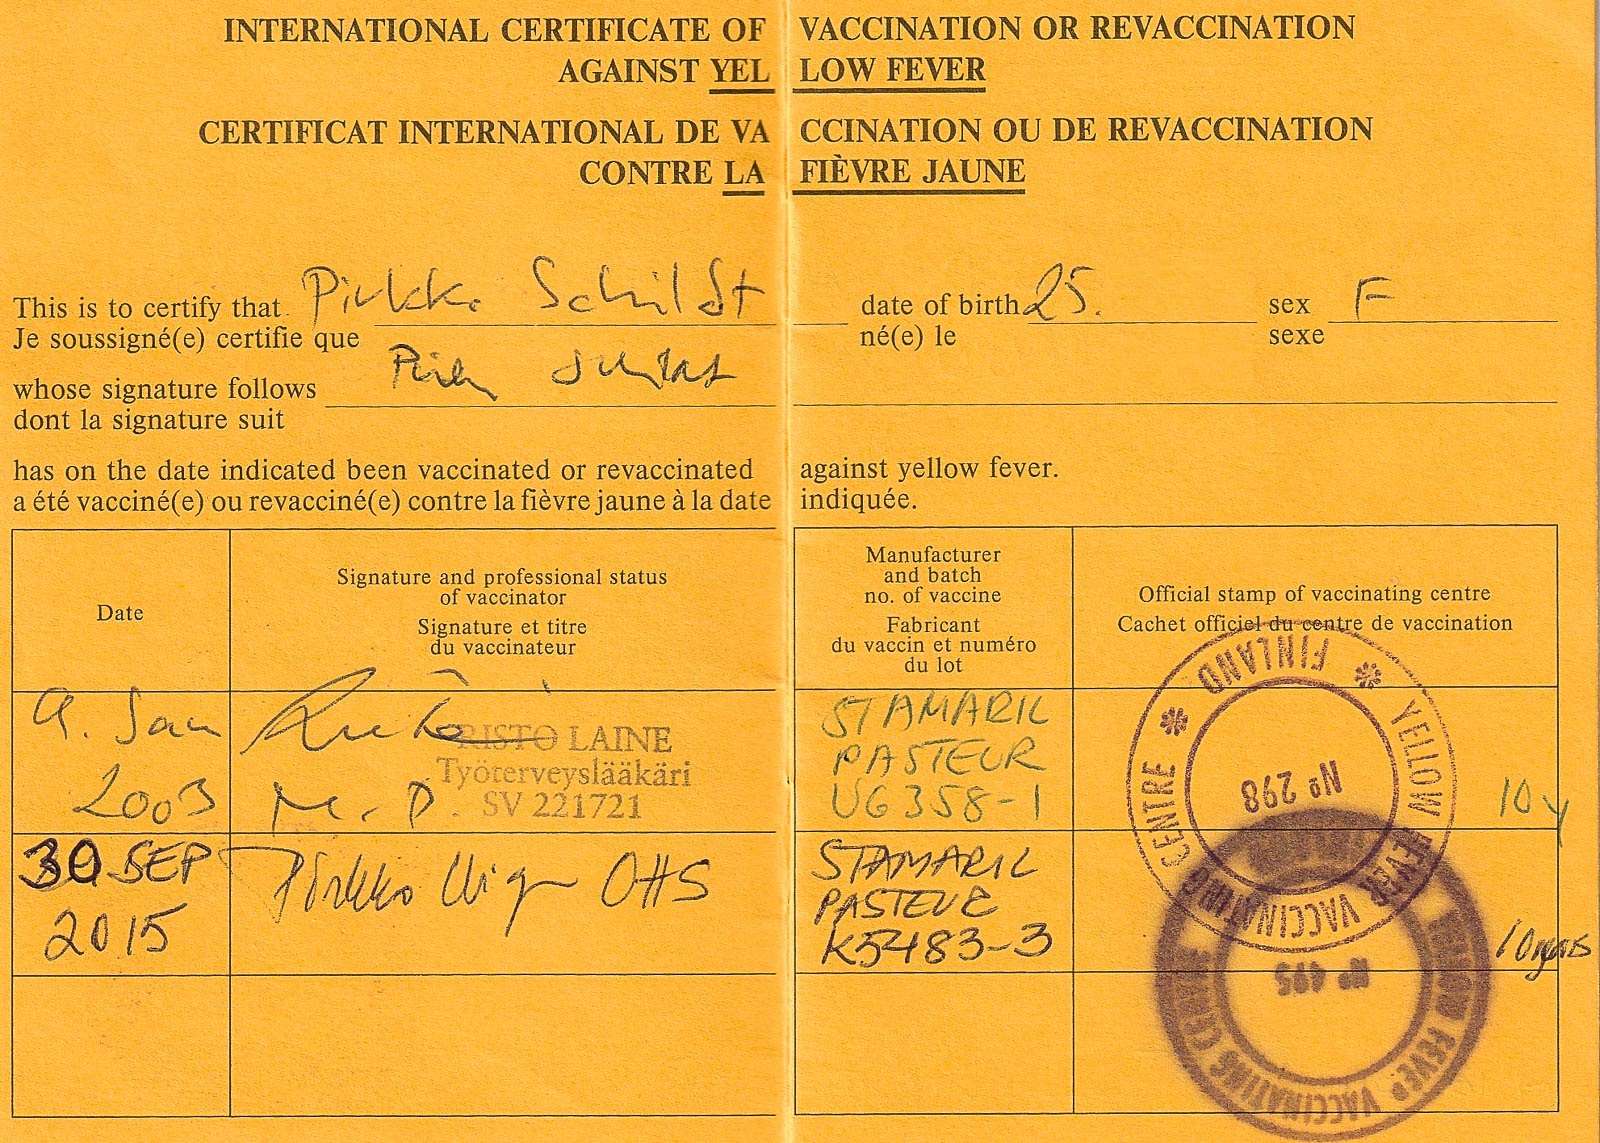 INTERNATIONAL CERTIFICATE OF VACCINATION OR REVACCINATION
AGAINST YELLOW FEVER
CERTIFICAT INTERNATIONAL DE VACCINATION OU DE REVACCINATION
CONTRE LA FIÈVRE JAUNE
This is to certify that Pirkko Schildt date of birth 25. sex F
Je soussigné(e) certifie que né(e) le sexe
whose signature follows
dont la signature suit
has on the date indicated been vaccinated or revaccinated against yellow fever.
a été vacciné(e) ou revacciné(e) contre la fièvre jaune à la date indiquée.
Date
Signature and professional status
of vaccinator
Signature et titre
du vaccinateur
Manufacturer
and batch
no. of vaccine
Fabricant
du vaccin et numéro
du lot
Official stamp of vaccinating centre
Cachet officiel du centre de vaccination
9. Jan
2003
RISTO LAINE
Työterveyslääkäri
SV 221721
M.D.
STAMARIL
PASTEUR
UG358-1
10y
FINLAND * YELLOW FEVER VACCINATING CENTRE *
Nº 298
30 SEP
2015
Pirkko OHS
STAMARIL
PASTEUR
K5483-3
10 years
YELLOW FEVER VACCINATING CENTRE
Nº 495